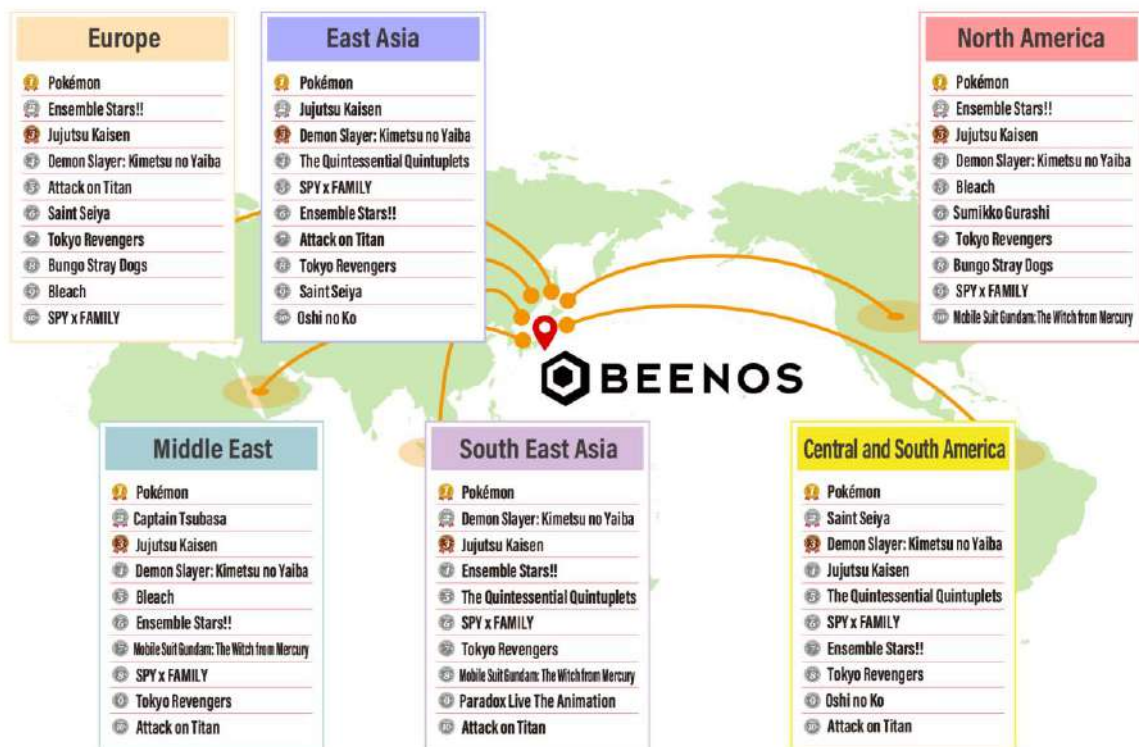 Europe
Pokémon
Ensemble Stars!!
Jujutsu Kaisen
Demon Slayer: Kimetsu no Yaiba
Attack on Titan
Saint Seiya
Tokyo Revengers
Bungo Stray Dogs
Bleach
SPY x FAMILY
East Asia
Pokémon
Jujutsu Kaisen
Demon Slayer: Kimetsu no Yaiba
The Quintessential Quintuplets
SPY x FAMILY
Ensemble Stars!!
Attack on Titan
Tokyo Revengers
Saint Seiya
Oshi no Ko
North America
Pokémon
Ensemble Stars!!
Jujutsu Kaisen
Demon Slayer: Kimetsu no Yaiba
Bleach
Sumikko Gurashi
Tokyo Revengers
Bungo Stray Dogs
SPY x FAMILY
Mobile Suit Gundam: The Witch from Mercury
BEENOS
Middle East
Pokémon
Captain Tsubasa
Jujutsu Kaisen
Demon Slayer: Kimetsu no Yaiba
Bleach
Ensemble Stars!!
Mobile Suit Gundam: The Witch from Mercury
SPY x FAMILY
Tokyo Revengers
Attack on Titan
South East Asia
Pokémon
Demon Slayer: Kimetsu no Yaiba
Jujutsu Kaisen
Ensemble Stars!!
The Quintessential Quintuplets
SPY x FAMILY
Tokyo Revengers
Mobile Suit Gundam: The Witch from Mercury
Paradox Live The Animation
Attack on Titan
Central and South America
Pokémon
Saint Seiya
Demon Slayer: Kimetsu no Yaiba
Jujutsu Kaisen
The Quintessential Quintuplets
SPY x FAMILY
Ensemble Stars!!
Tokyo Revengers
Oshi no Ko
Attack on Titan